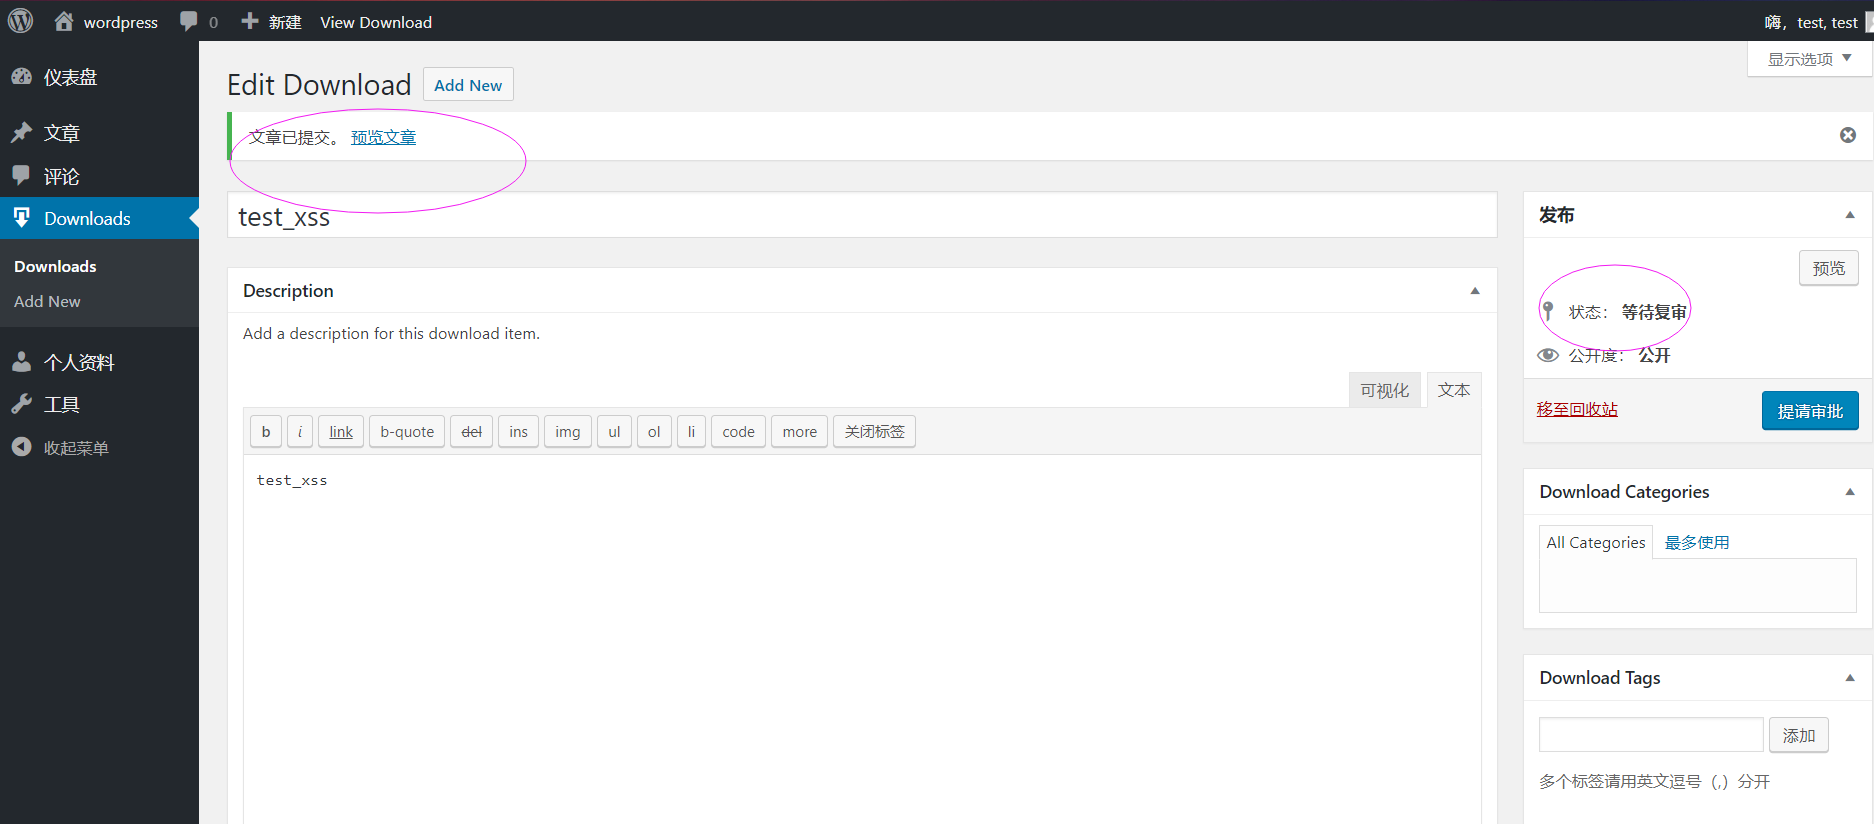 wordpress 0 新建 View Download 嗨，test, test
显示选项
仪表盘
文章
评论
Downloads
Downloads
Add New
个人资料
工具
收起菜单
Edit Download Add New
文章已提交。 预览文章
test_xss
Description
Add a description for this download item.
可视化 文本
b i link b-quote del ins img ul ol li code more 关闭标签
test_xss
发布
预览
状态： 等待复审
公开度： 公开
移至回收站 提请审批
Download Categories
All Categories 最多使用
Download Tags
添加
多个标签请用英文逗号（,）分开